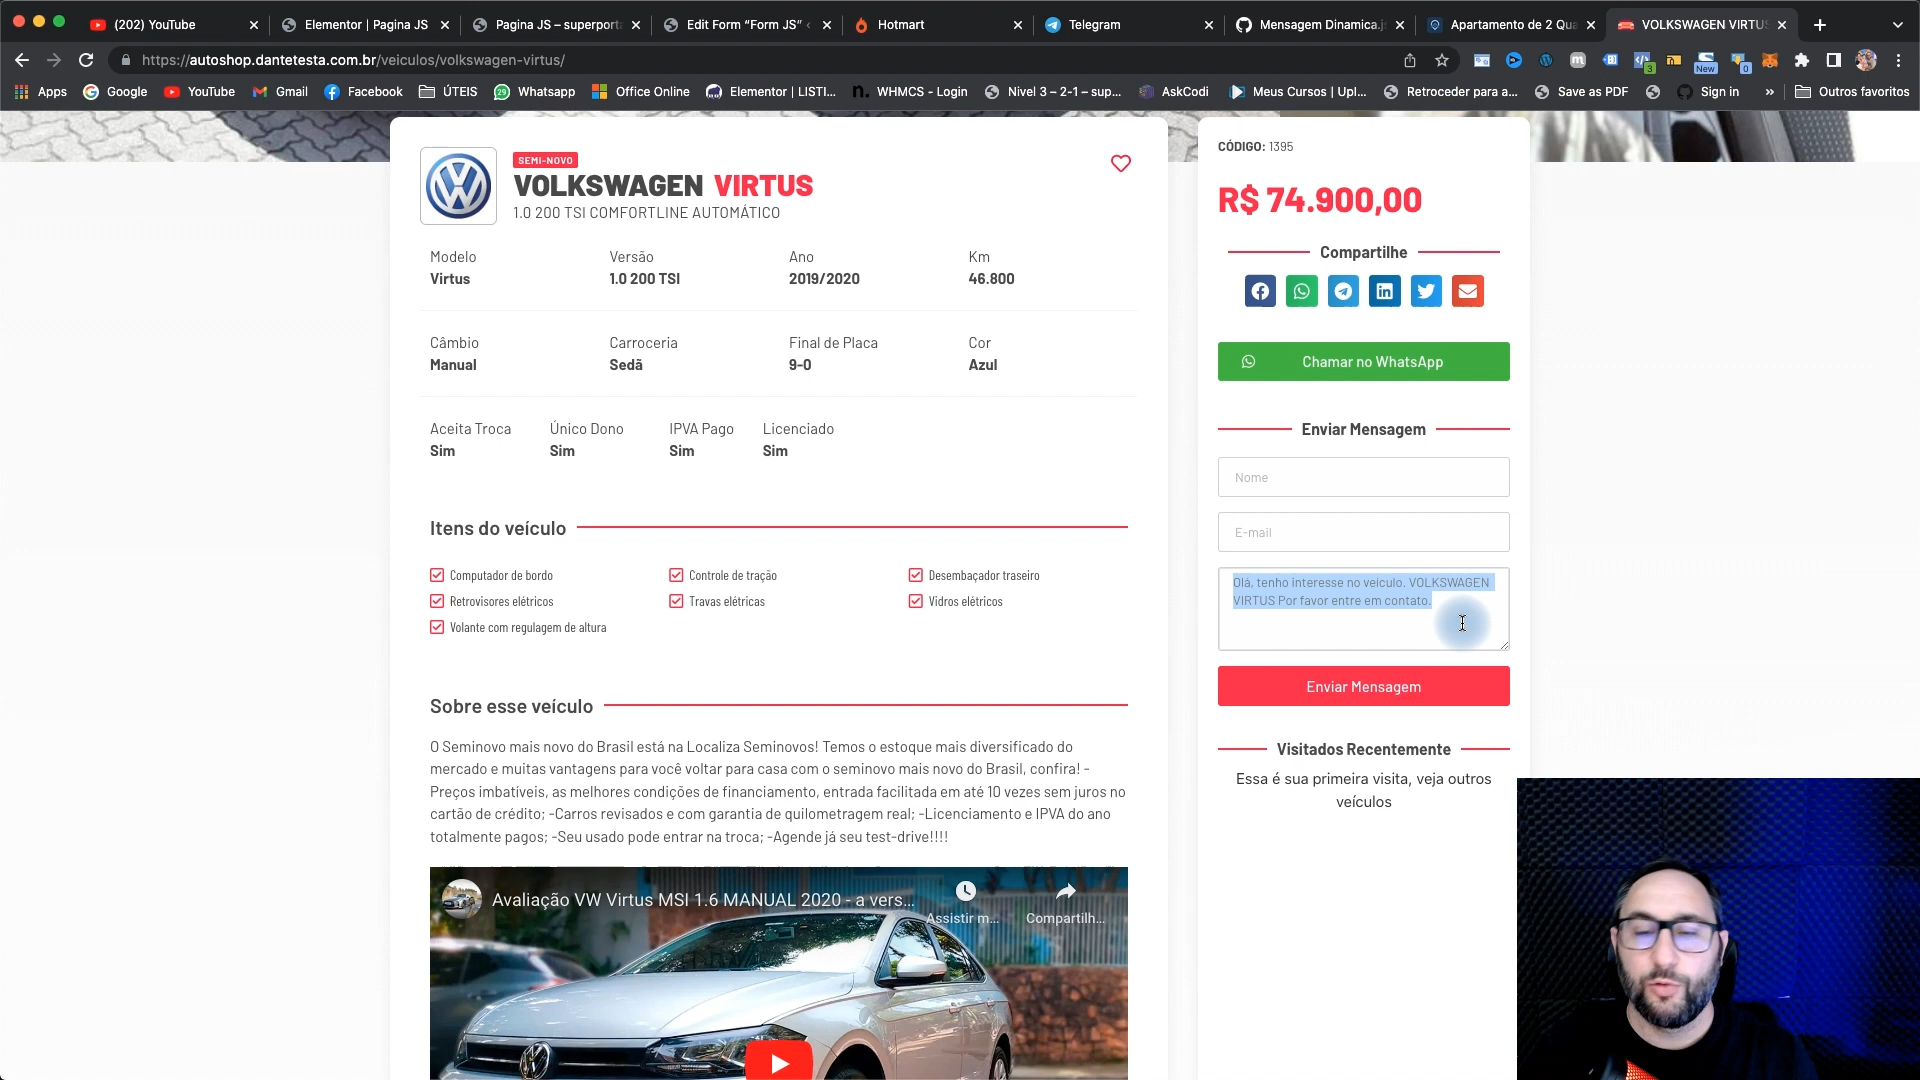 (202) YouTube
Elementor | Pagina JS
Pagina JS – superport
Edit Form “Form JS” ‹
Hotmart
Telegram
Mensagem Dinamica.j
Apartamento de 2 Qua
VOLKSWAGEN VIRTUS
https://autoshop.dantetesta.com.br/veiculos/volkswagen-virtus/
3
New
0
Apps
Google
YouTube
Gmail
Facebook
ÚTEIS
Whatsapp
Office Online
Elementor | LISTI...
WHMCS - Login
Nivel 3 – 2-1 – sup...
AskCodi
Meus Cursos | Upl...
Retroceder para a...
Save as PDF
Sign in
»
Outros favoritos
SEMI-NOVO
VOLKSWAGEN VIRTUS
1.0 200 TSI COMFORTLINE AUTOMÁTICO
Modelo
Versão
Ano
Km
Virtus
1.0 200 TSI
2019/2020
46.800
Câmbio
Carroceria
Final de Placa
Cor
Manual
Sedã
9-0
Azul
Aceita Troca
Único Dono
IPVA Pago
Licenciado
Sim
Sim
Sim
Sim
Itens do veículo
Computador de bordo
Controle de tração
Desembaçador traseiro
Retrovisores elétricos
Travas elétricas
Vidros elétricos
Volante com regulagem de altura
Sobre esse veículo
O Seminovo mais novo do Brasil está na Localiza Seminovos! Temos o estoque mais diversificado do
mercado e muitas vantagens para você voltar para casa com o seminovo mais novo do Brasil, confira! -
Preços imbatíveis, as melhores condições de financiamento, entrada facilitada em até 10 vezes sem juros no
cartão de crédito; -Carros revisados e com garantia de quilometragem real; -Licenciamento e IPVA do ano
totalmente pagos; -Seu usado pode entrar na troca; -Agende já seu test-drive!!!!
Avaliação VW Virtus MSI 1.6 MANUAL 2020 - a vers...
Assistir m...
Compartilh...
CÓDIGO: 1395
R$ 74.900,00
Compartilhe
Chamar no WhatsApp
Enviar Mensagem
Nome
E-mail
Olá, tenho interesse no veículo. VOLKSWAGEN
VIRTUS Por favor entre em contato.
Enviar Mensagem
Visitados Recentemente
Essa é sua primeira visita, veja outros
veículos